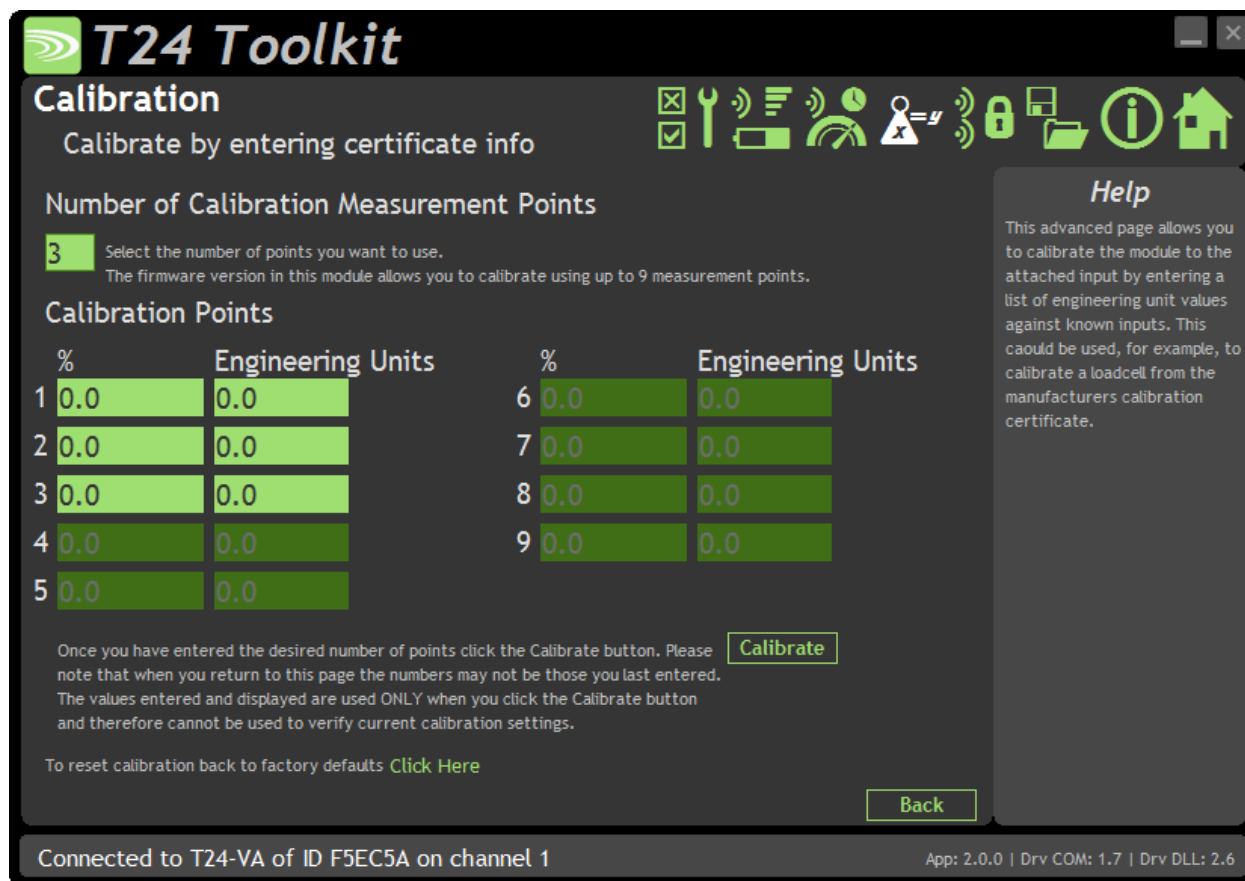 T24 Toolkit
Calibration
Calibrate by entering certificate info
x=y
Number of Calibration Measurement Points
3
Select the number of points you want to use.
The firmware version in this module allows you to calibrate using up to 9 measurement points.
Calibration Points
% Engineering Units % Engineering Units
1 0.0 0.0 6 0.0 0.0
2 0.0 0.0 7 0.0 0.0
3 0.0 0.0 8 0.0 0.0
4 0.0 0.0 9 0.0 0.0
5 0.0 0.0
Once you have entered the desired number of points click the Calibrate button. Please
note that when you return to this page the numbers may not be those you last entered.
The values entered and displayed are used ONLY when you click the Calibrate button
and therefore cannot be used to verify current calibration settings.
Calibrate
To reset calibration back to factory defaults Click Here
Back
Help
This advanced page allows you
to calibrate the module to the
attached input by entering a
list of engineering unit values
against known inputs. This
caould be used, for example, to
calibrate a loadcell from the
manufacturers calibration
certificate.
Connected to T24-VA of ID F5EC5A on channel 1
App: 2.0.0 | Drv COM: 1.7 | Drv DLL: 2.6